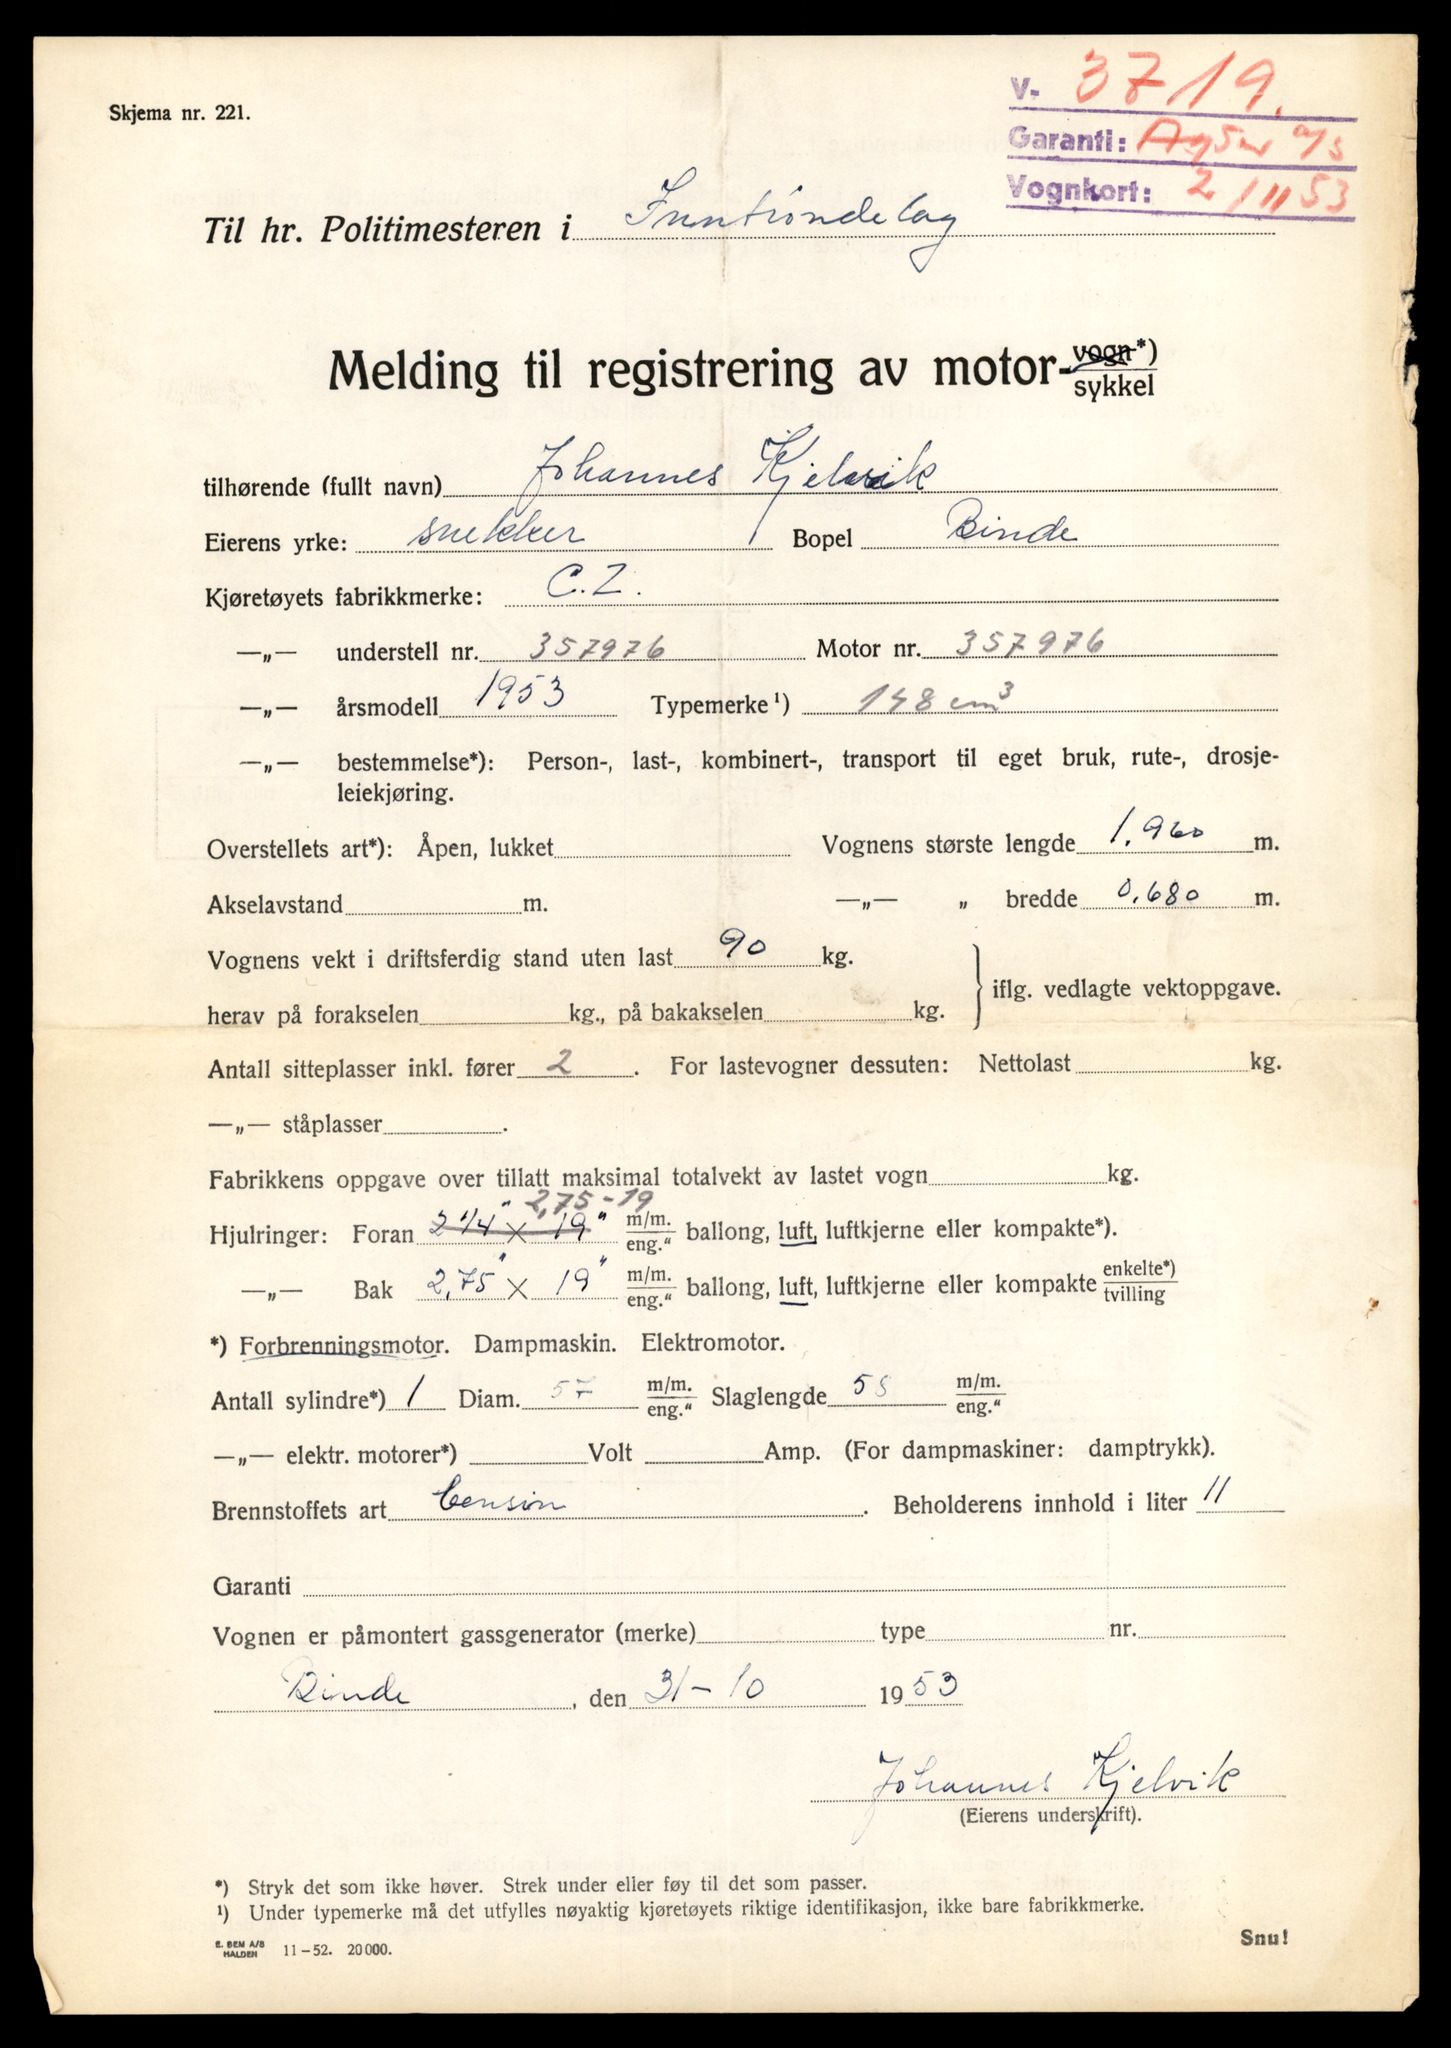 Skjema nr. 221.
V- 3719.
Garanti: Agder a/s
Vognkort: 2/11 53
Til hr. Politimesteren i Inntrøndelag
Melding til registrering av motor- vogn*) / sykkel
tilhørende (fullt navn) Johannes Kjelvik
Eierens yrke: snekker Bopel Binde
Kjøretøyets fabrikkmerke: C.Z.
—„— understell nr. 357976 Motor nr. 357976
—„— årsmodell 1953 Typemerke¹) 148 cm³
—„— bestemmelse*): Person-, last-, kombinert-, transport til eget bruk, rute-, drosje-
leiekjøring.
Overstellets art*): Åpen, lukket Vognens største lengde 1.960 m.
Akselavstand m. —„— „ bredde 0.680 m.
Vognens vekt i driftsferdig stand uten last 90 kg.
iflg. vedlagte vektoppgave.
herav på forakselen kg., på bakakselen kg.
Antall sitteplasser inkl. fører 2 . For lastevogner dessuten: Nettolast kg.
—„— ståplasser .
Fabrikkens oppgave over tillatt maksimal totalvekt av lastet vogn kg.
2,75-19
Hjulringer: Foran 2 1/4" x 19" m/m. / eng." ballong, luft, luftkjerne eller kompakte*).
—„— Bak 2,75" x 19" m/m. / eng." ballong, luft, luftkjerne eller kompakte enkelte*) / tvilling
*) Forbrenningsmotor. Dampmaskin. Elektromotor.
Antall sylindre*) 1 Diam. 57 m/m. / eng." Slaglengde 58 m/m. / eng."
—„— elektr. motorer*) Volt Amp. (For dampmaskiner: damptrykk).
Brennstoffets art bensin . Beholderens innhold i liter 11
Garanti
Vognen er påmontert gassgenerator (merke) type nr.
Binde , den 31-10 1953
Johannes Kjelvik
(Eierens underskrift).
*) Stryk det som ikke høver. Strek under eller føy til det som passer.
¹) Under typemerke må det utfylles nøyaktig kjøretøyets riktige identifikasjon, ikke bare fabrikkmerke.
E. BEM A/S
HALDEN 11-52. 20000.
Snu!